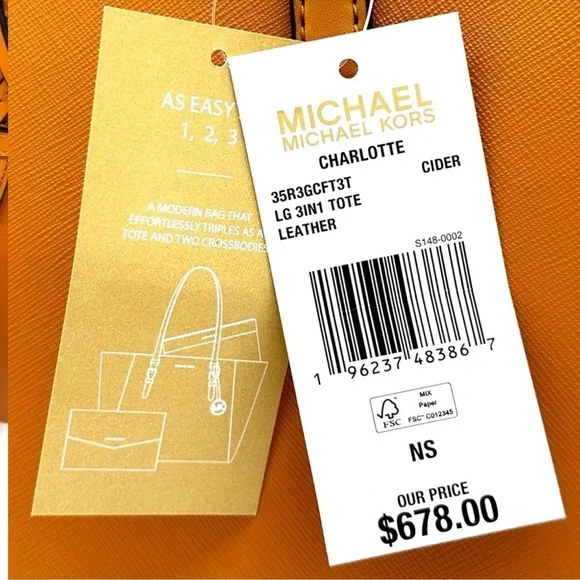 AS EASY
1, 2, 3
A MODERN BAG THAT
EFFORTLESSLY TRIPLES AS A
TOTE AND TWO CROSSBODIES
MK
MICHAEL
MICHAEL KORS
CHARLOTTE
CIDER
35R3GCFT3T
LG 3IN1 TOTE
LEATHER
S148-0002
1 96237 48386 7
FSC
MIX
Paper
FSC™ C012345
NS
OUR PRICE
$678.00